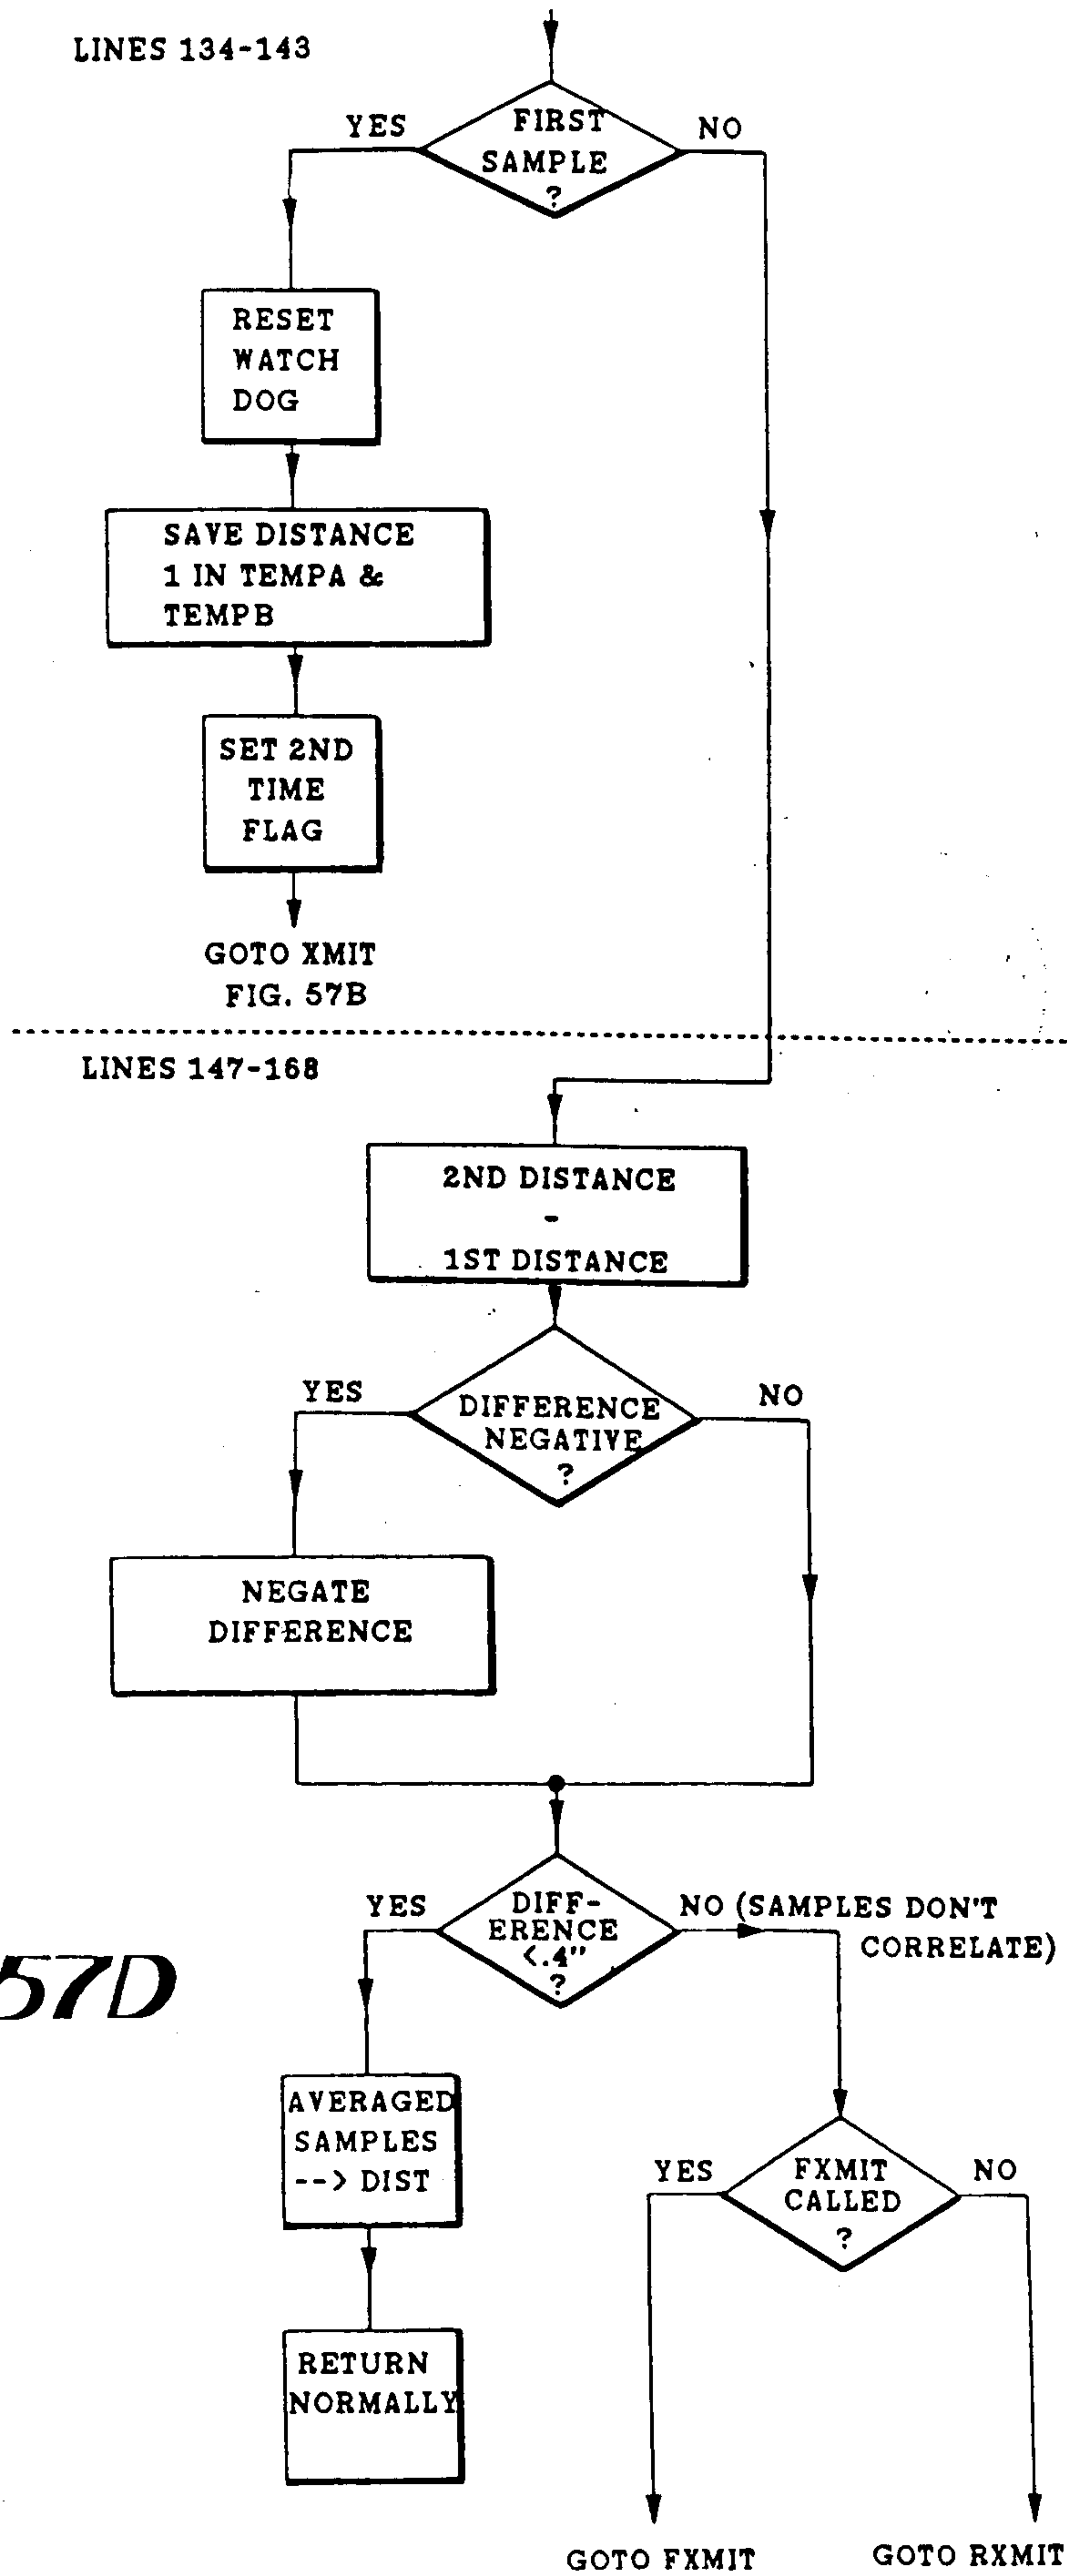 LINES 134-143
FIRST
SAMPLE
?
YES
NO
RESET
WATCH
DOG
SAVE DISTANCE
1 IN TEMPA &
TEMPB
SET 2ND
TIME
FLAG
GOTO XMIT
FIG. 57B
LINES 147-168
2ND DISTANCE
-
1ST DISTANCE
DIFFERENCE
NEGATIVE
?
YES
NO
NEGATE
DIFFERENCE
DIFF-
ERENCE
<.4"
?
YES
NO (SAMPLES DON'T
CORRELATE)
57D
AVERAGED
SAMPLES
--> DIST
RETURN
NORMALLY
FXMIT
CALLED
?
YES
NO
GOTO FXMIT
GOTO RXMIT